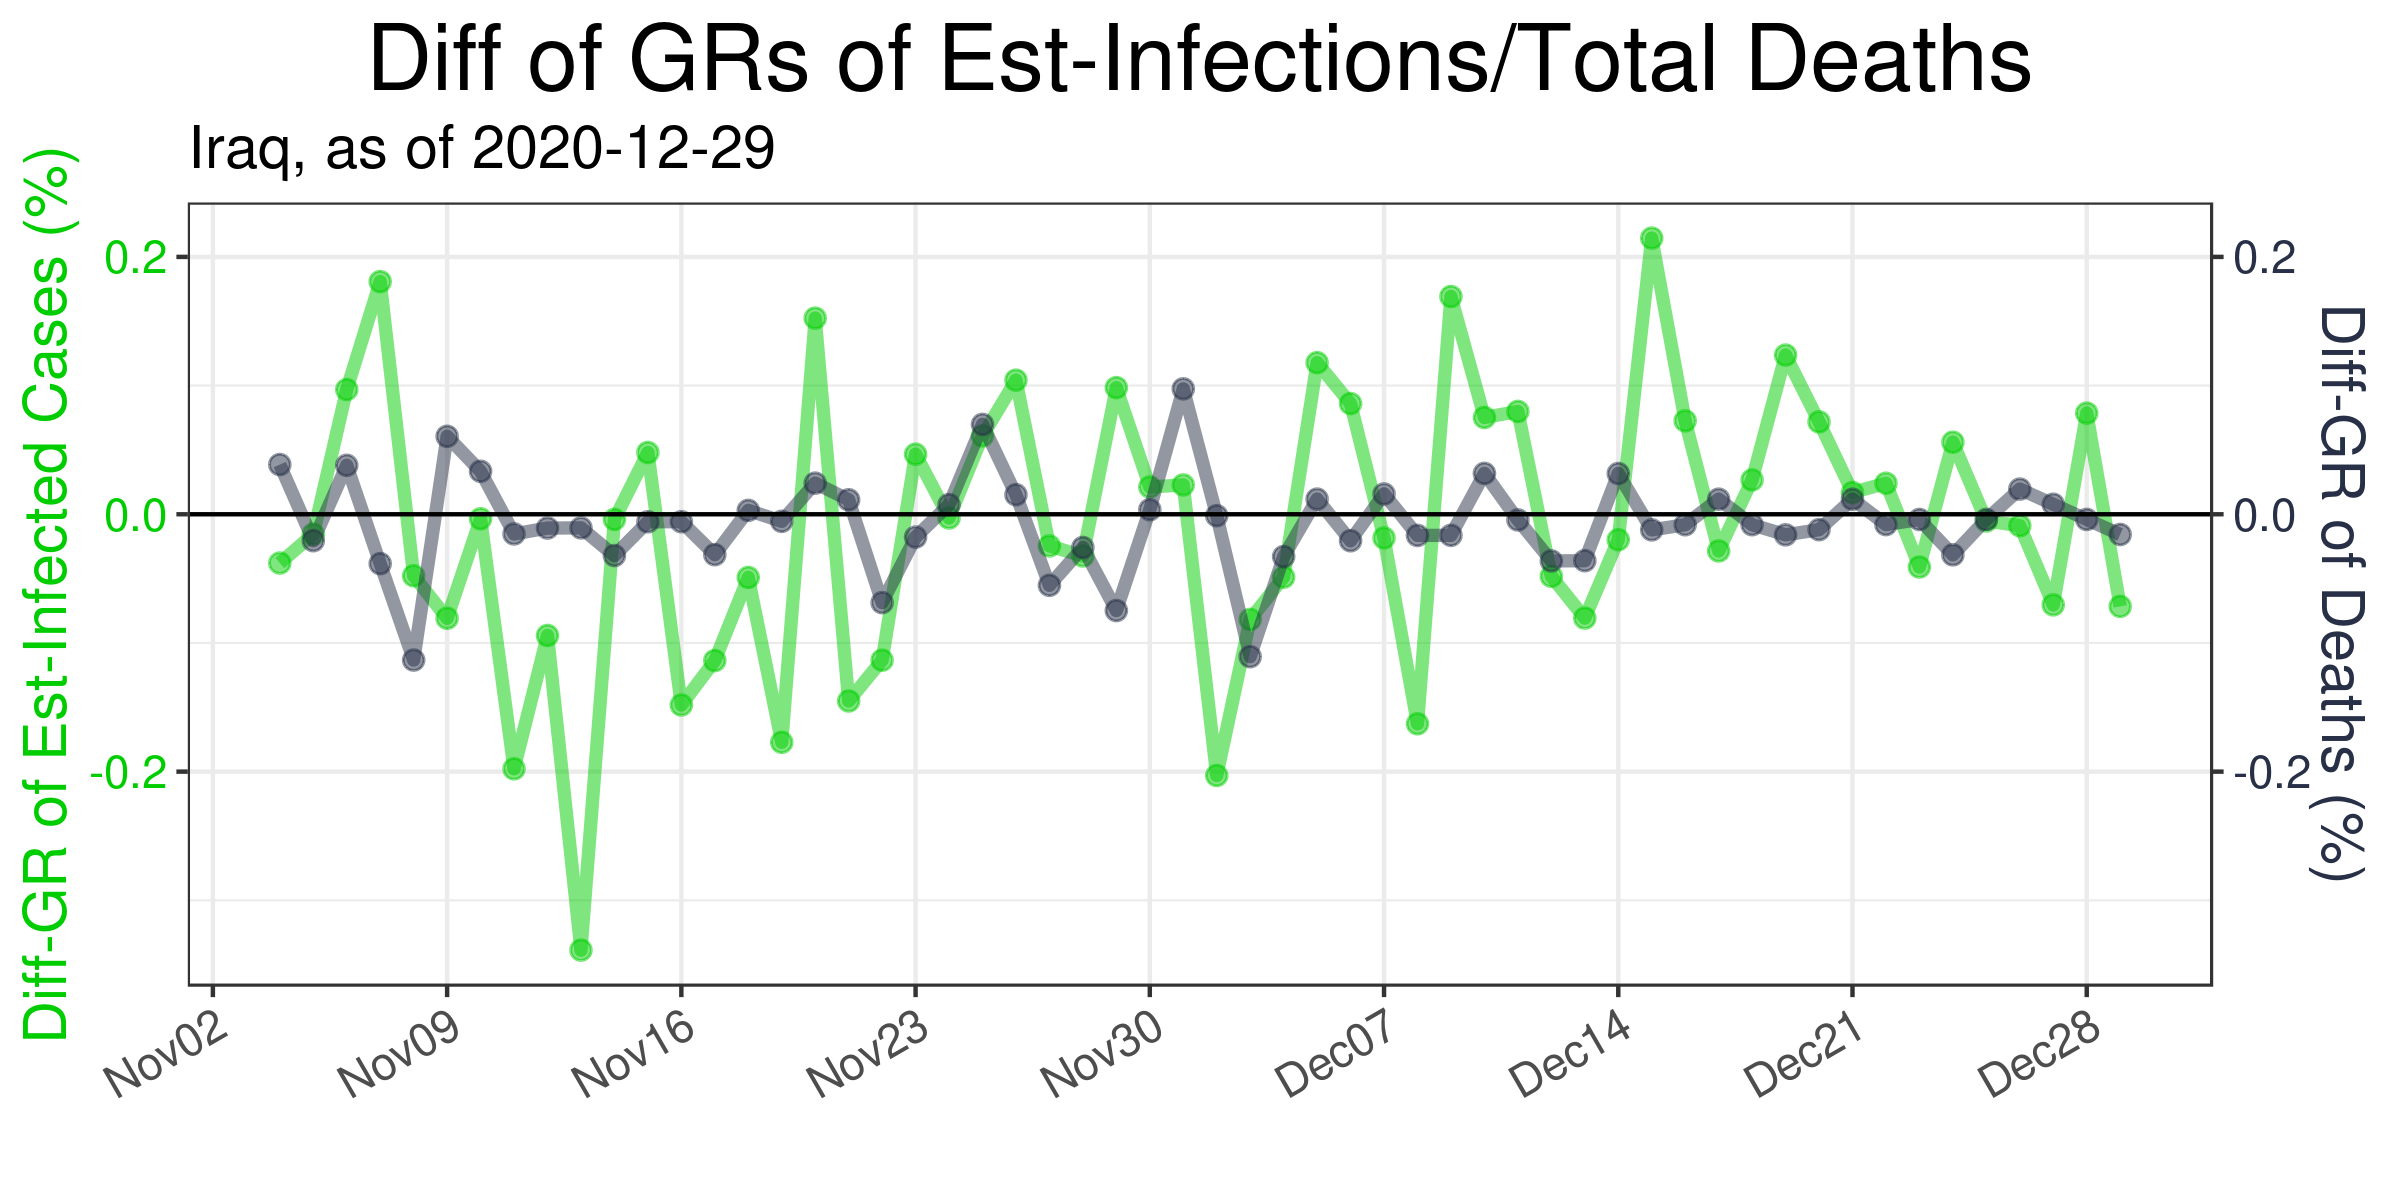 Diff of GRs of Est-Infections/Total Deaths
Iraq, as of 2020-12-29
Diff-GR of Est-Infected Cases (%)
0.2
0.0
-0.2
0.2
0.0
-0.2
Diff-GR of Deaths (%)
Nov02
Nov09
Nov16
Nov23
Nov30
Dec07
Dec14
Dec21
Dec28